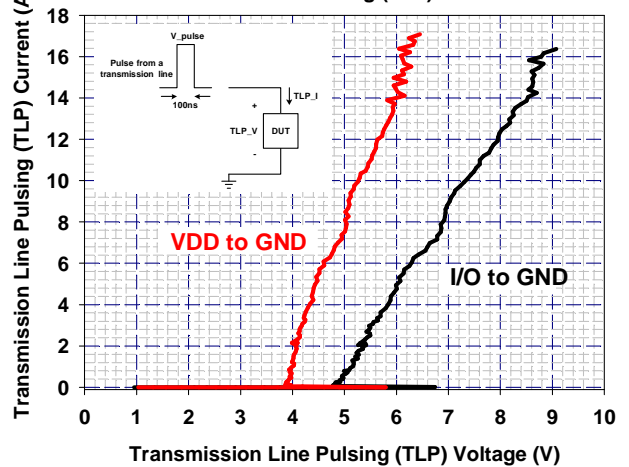 Transmission Line Pulsing (TLP) Current (A
18
16
14
12
10
8
6
4
2
0
V_pulse
Pulse from a
transmission line
100ns
TLP_I
+
TLP_V
DUT
-
VDD to GND
I/O to GND
0 1 2 3 4 5 6 7 8 9 10
Transmission Line Pulsing (TLP) Voltage (V)